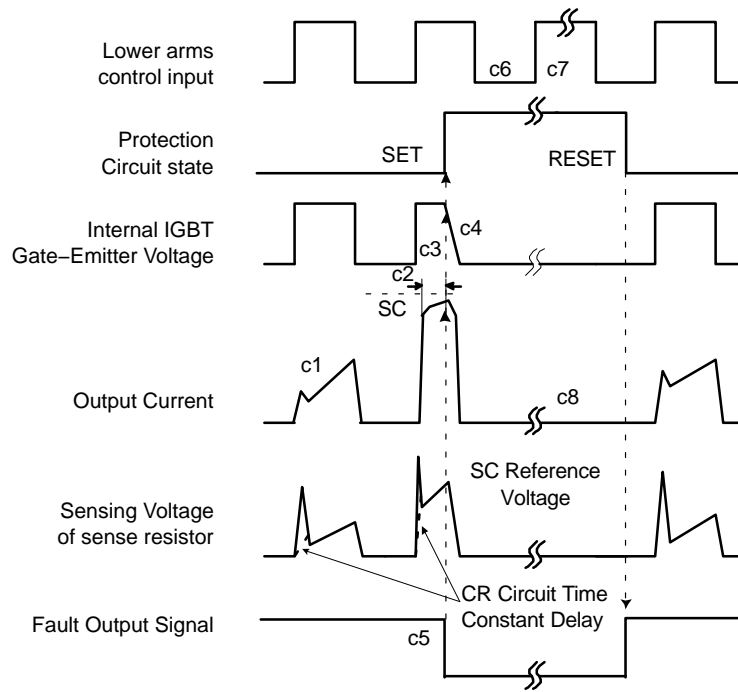 Lower arms
control input
c6
c7
Protection
Circuit state
SET
RESET
Internal IGBT
Gate−Emitter Voltage
c3
c4
c2
SC
c1
Output Current
c8
SC Reference
Voltage
Sensing Voltage
of sense resistor
CR Circuit Time
Constant Delay
Fault Output Signal
c5